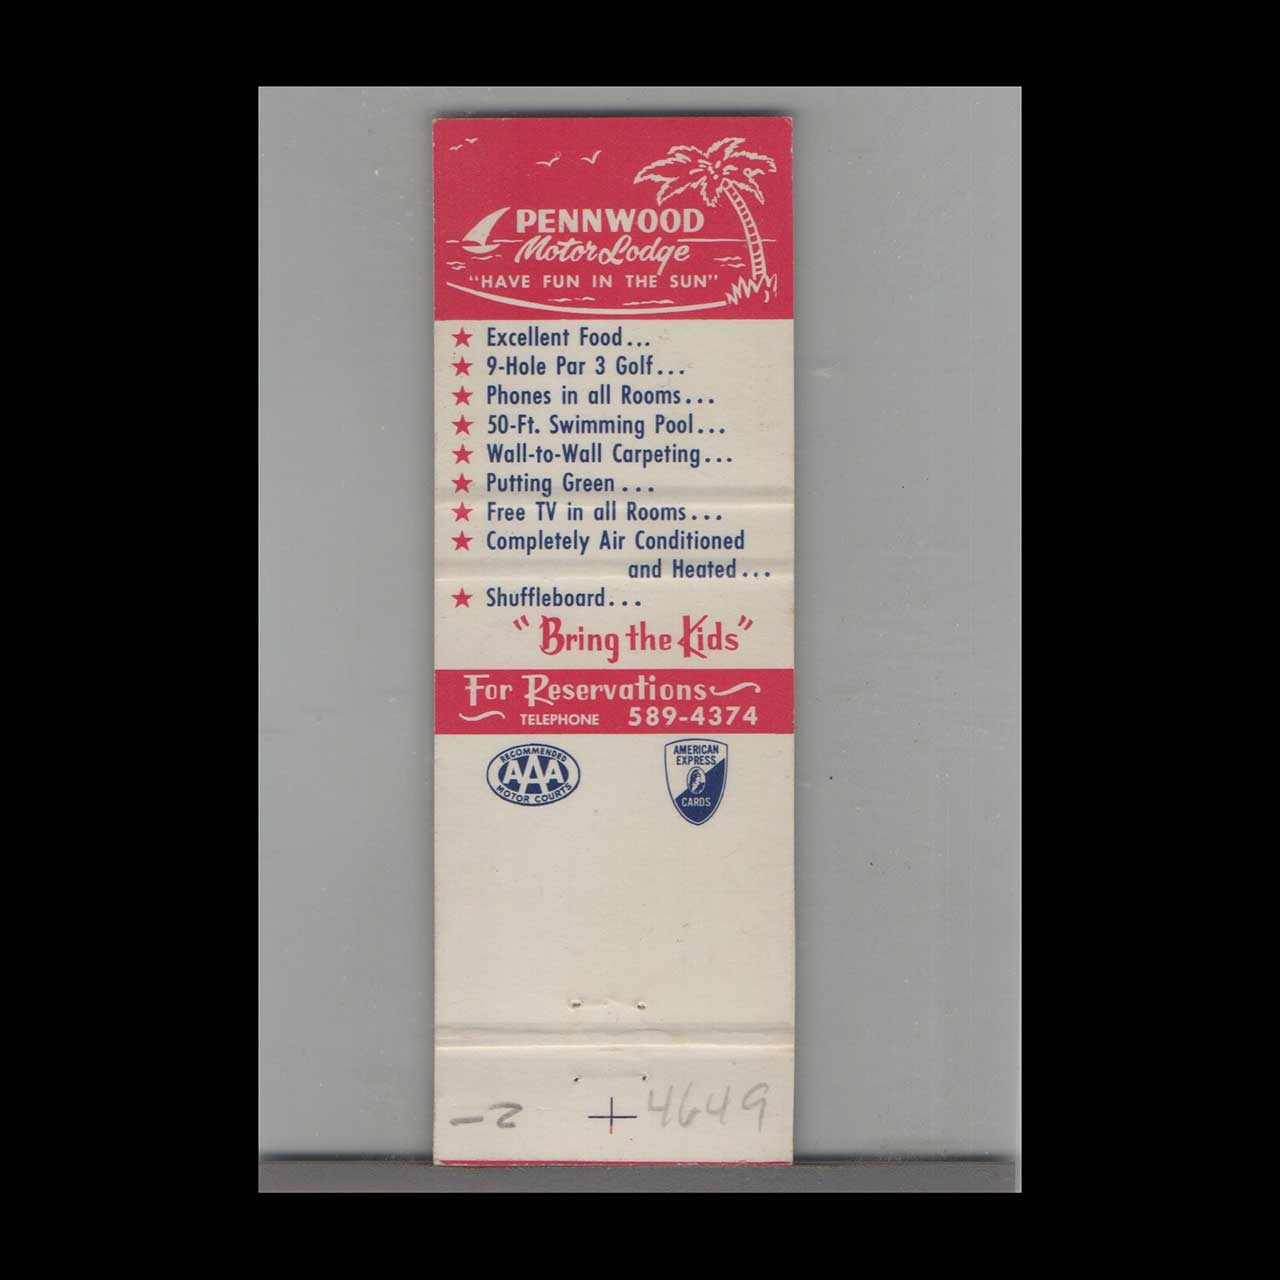 PENNWOOD
Motor Lodge
"HAVE FUN IN THE SUN"
★ Excellent Food...
★ 9-Hole Par 3 Golf...
★ Phones in all Rooms...
★ 50-Ft. Swimming Pool...
★ Wall-to-Wall Carpeting...
★ Putting Green...
★ Free TV in all Rooms...
★ Completely Air Conditioned
and Heated...
★ Shuffleboard...
"Bring the Kids"
For Reservations
TELEPHONE 589-4374
RECOMMENDED
AAA
MOTOR COURTS
AMERICAN
EXPRESS
CARDS
-2
4649